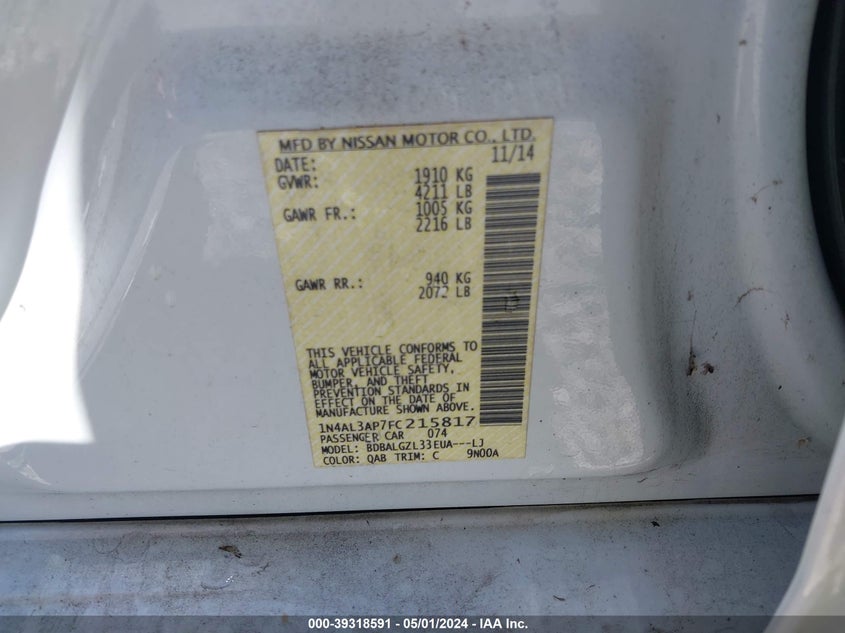 MFD BY NISSAN MOTOR CO., LTD.
DATE: 11/14
GVWR: 1910 KG
4211 LB
GAWR FR.: 1005 KG
2216 LB
GAWR RR.: 940 KG
2072 LB
THIS VEHICLE CONFORMS TO
ALL APPLICABLE FEDERAL
MOTOR VEHICLE SAFETY,
BUMPER, AND THEFT
PREVENTION STANDARDS IN
EFFECT ON THE DATE OF
MANUFACTURE SHOWN ABOVE.
1N4AL3AP7FC215817
PASSENGER CAR 074
MODEL: BDBALGZL33EUA---LJ
COLOR: QAB TRIM: C 9N00A
000-39318591 - 05/01/2024 - IAA Inc.